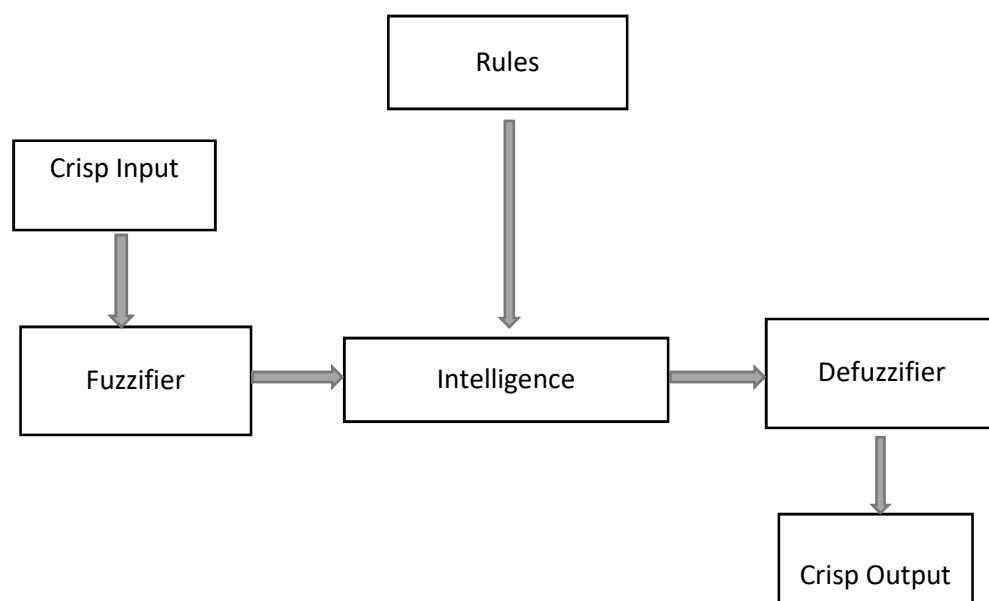 Rules
Crisp Input
Fuzzifier
Intelligence
Defuzzifier
Crisp Output